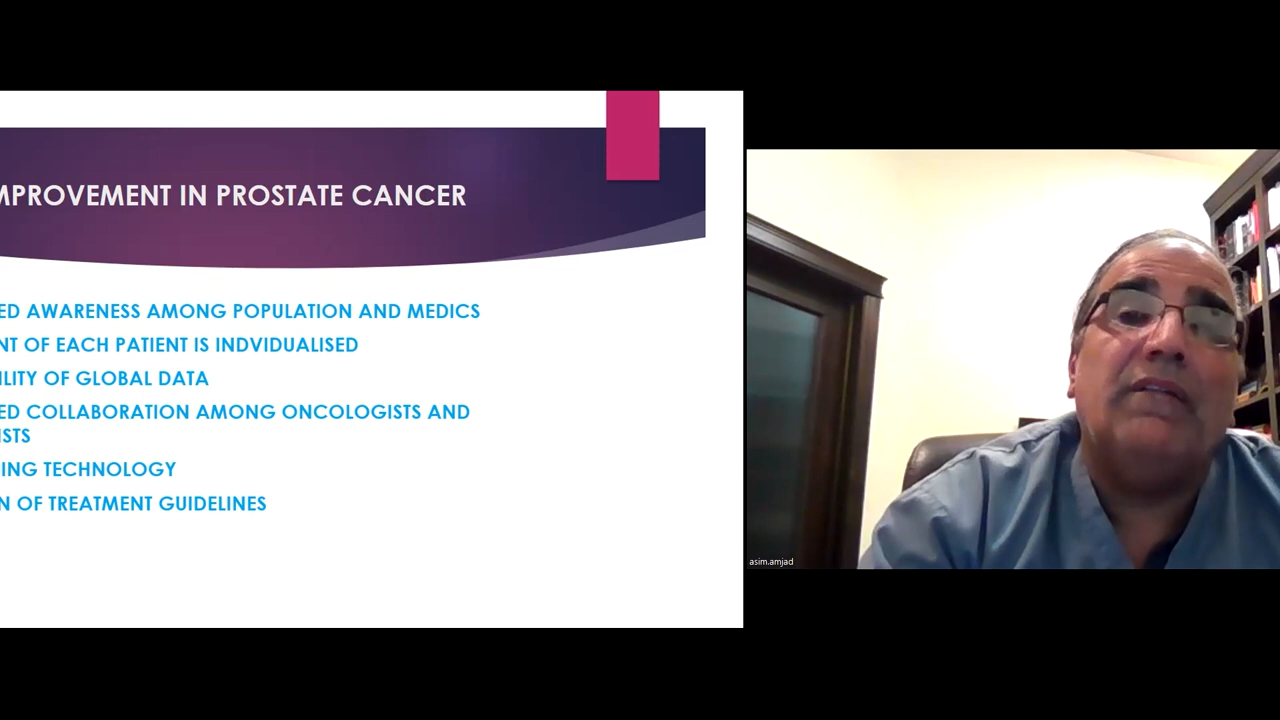 MPROVEMENT IN PROSTATE CANCER
ED AWARENESS AMONG POPULATION AND MEDICS
NT OF EACH PATIENT IS INDVIDUALISED
ILITY OF GLOBAL DATA
ED COLLABORATION AMONG ONCOLOGISTS AND
ISTS
ING TECHNOLOGY
N OF TREATMENT GUIDELINES
asim.amjad